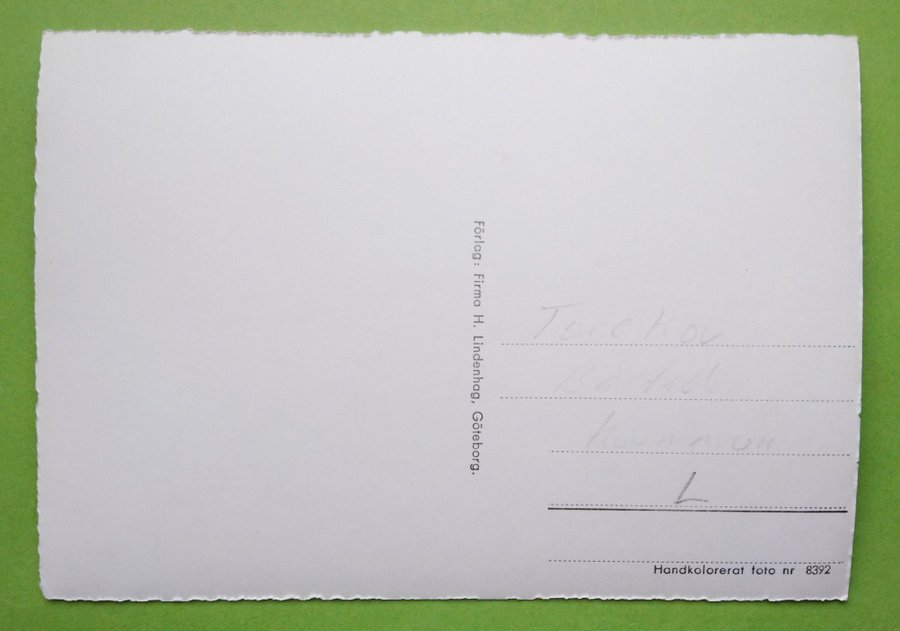 Förlag: Firma H. Lindenhag, Göteborg.
Torekov
Båstad
Kommun
L
Handkolorerat foto nr 8392